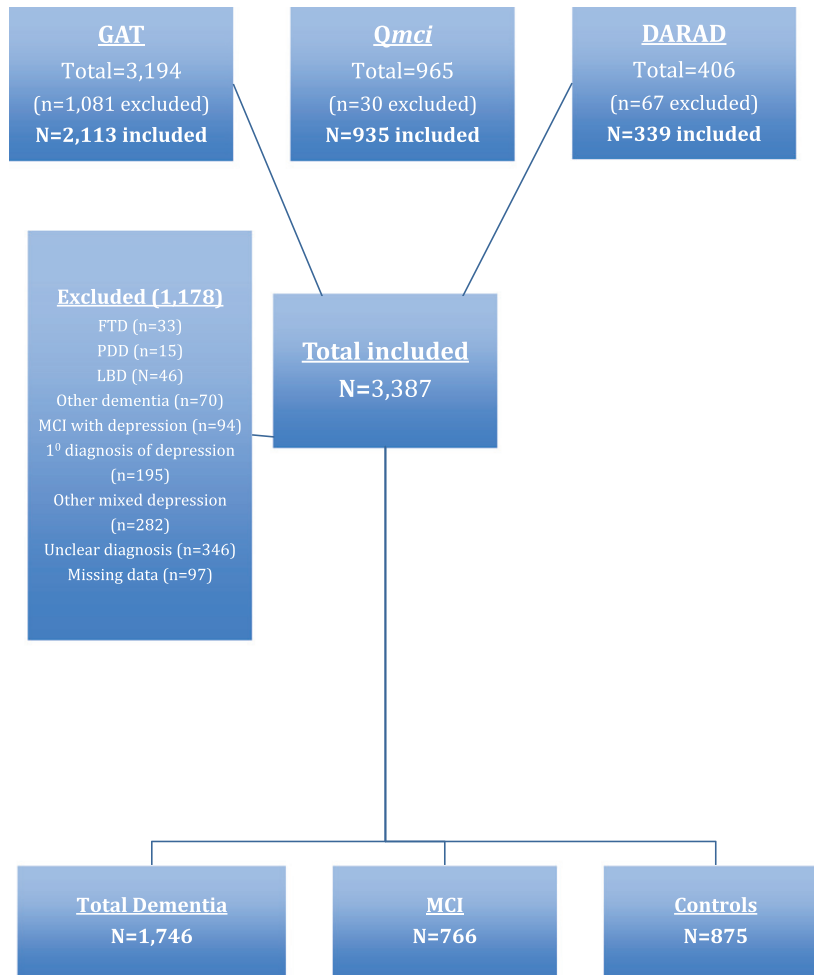 GAT
Total=3,194
(n=1,081 excluded)
N=2,113 included
Qmci
Total=965
(n=30 excluded)
N=935 included
DARAD
Total=406
(n=67 excluded)
N=339 included
Excluded (1,178)
FTD (n=33)
PDD (n=15)
LBD (N=46)
Other dementia (n=70)
MCI with depression (n=94)
1⁰ diagnosis of depression
(n=195)
Other mixed depression
(n=282)
Unclear diagnosis (n=346)
Missing data (n=97)
Total included
N=3,387
Total Dementia
N=1,746
MCI
N=766
Controls
N=875